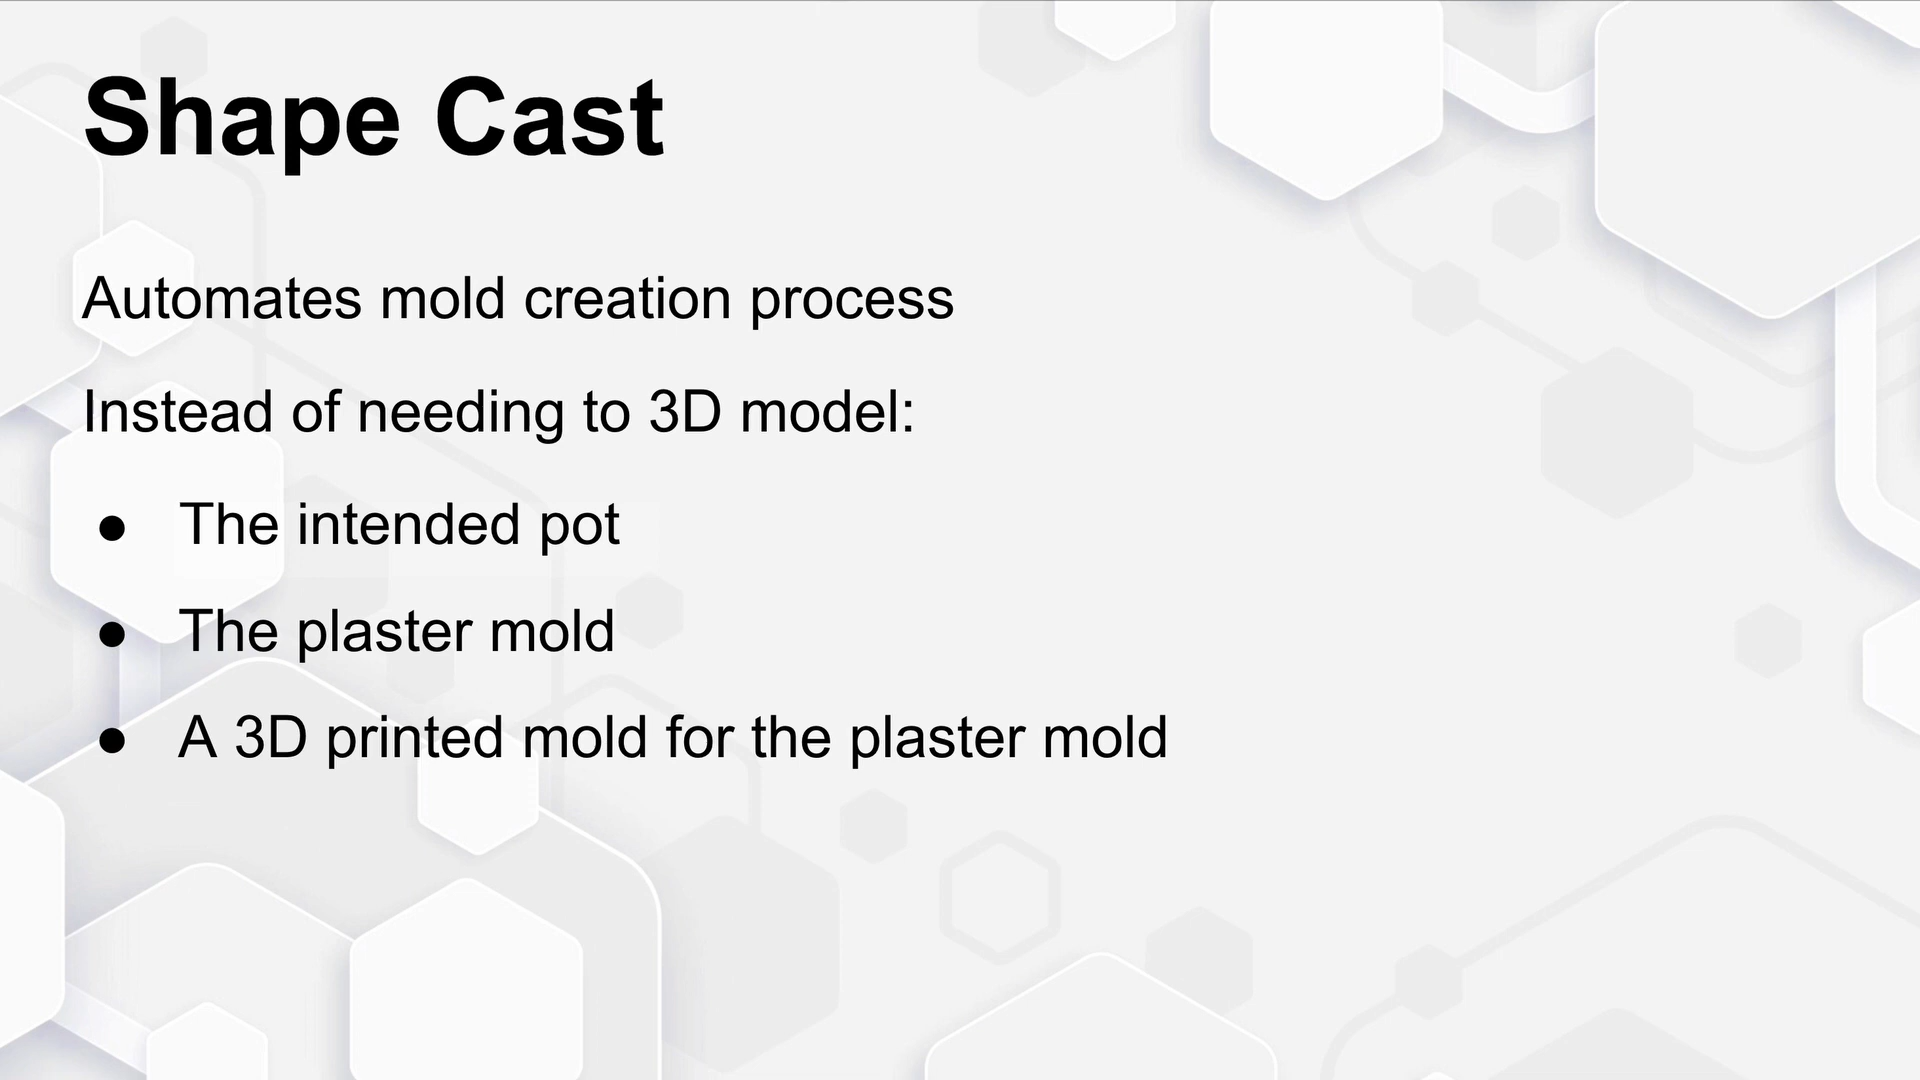 Shape Cast
Automates mold creation process
Instead of needing to 3D model:
● The intended pot
● The plaster mold
● A 3D printed mold for the plaster mold